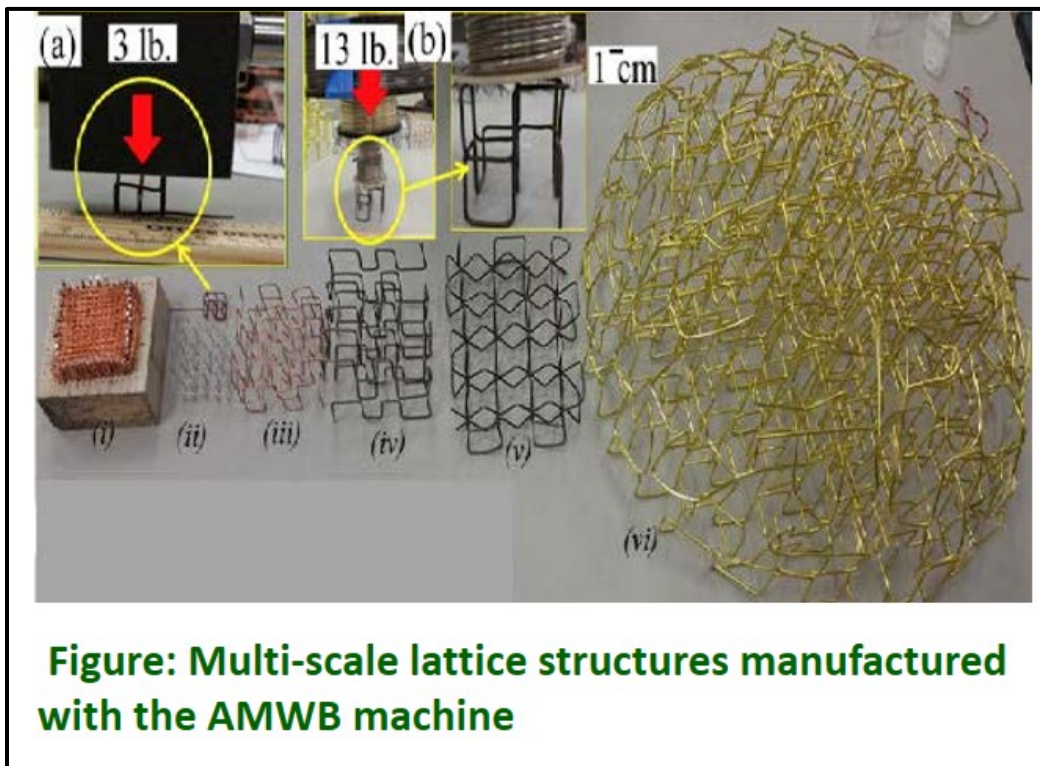 (a)
3 lb.
13 lb.
(b)
1 cm
(i)
(ii)
(iii)
(iv)
(v)
(vi)
Figure: Multi-scale lattice structures manufactured
with the AMWB machine